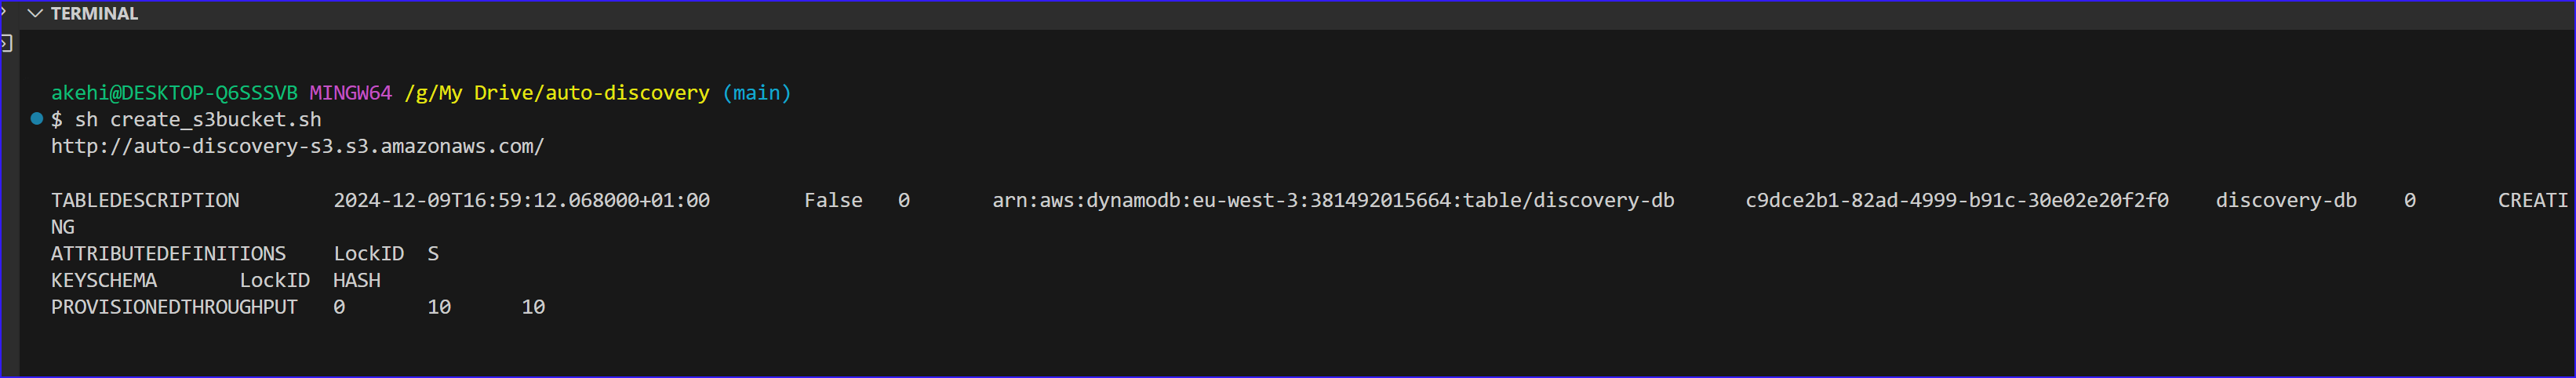 TERMINAL
akehi@DESKTOP-Q6SSSVB MINGW64 /g/My Drive/auto-discovery (main)
$ sh create_s3bucket.sh
http://auto-discovery-s3.s3.amazonaws.com/
TABLEDESCRIPTION 2024-12-09T16:59:12.068000+01:00 False 0 arn:aws:dynamodb:eu-west-3:381492015664:table/discovery-db c9dce2b1-82ad-4999-b91c-30e02e20f2f0 discovery-db 0 CREATI
NG
ATTRIBUTEDEFINITIONS LockID S
KEYSCHEMA LockID HASH
PROVISIONEDTHROUGHPUT 0 10 10